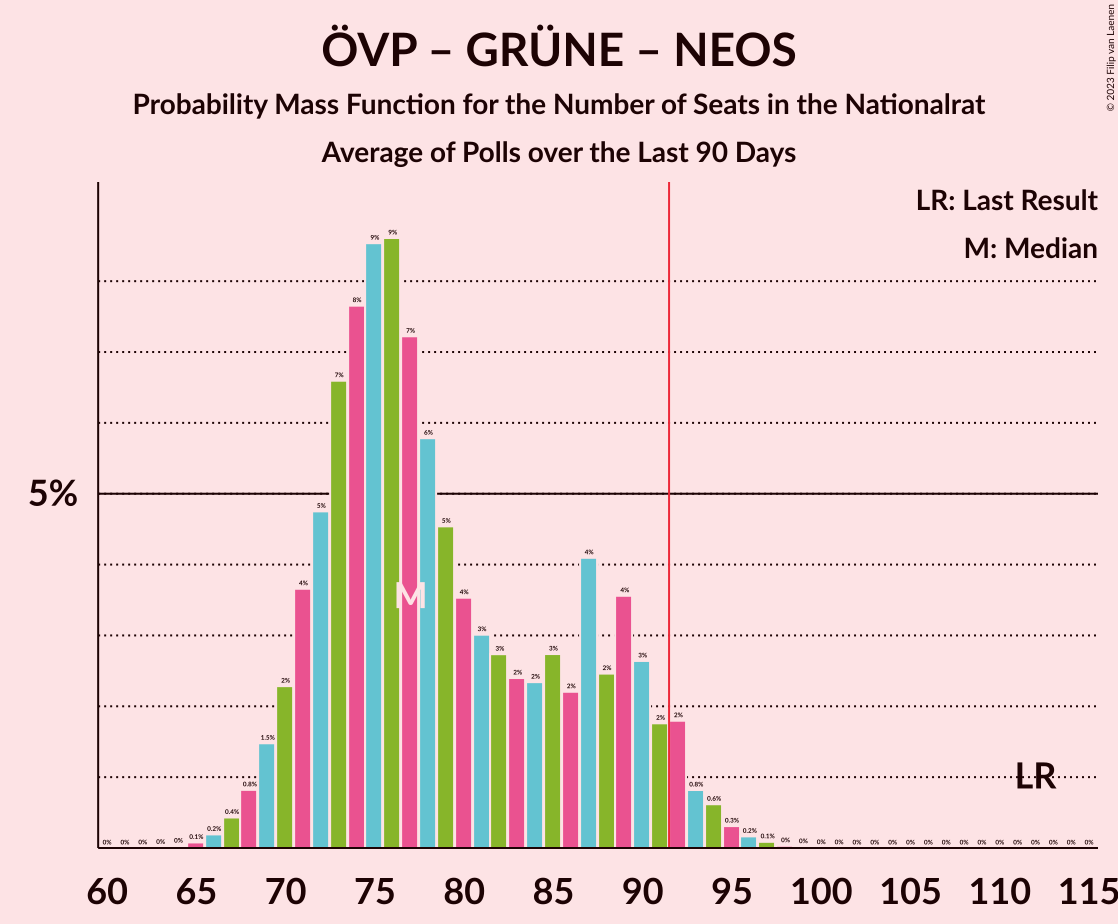 ÖVP – GRÜNE – NEOS
Probability Mass Function for the Number of Seats in the Nationalrat
Average of Polls over the Last 90 Days
© 2023 Filip van Laenen
LR: Last Result
M: Median
5%
0% 0% 0% 0% 0% 0.1% 0.2% 0.4% 0.8% 1.5% 2% 4% 5% 7% 8% 9% 9% 7% 6% 5% 4% 3% 3% 2% 2% 3% 2% 4% 2% 4% 3% 2% 2% 0.8% 0.6% 0.3% 0.2% 0.1% 0% 0% 0% 0% 0% 0% 0% 0% 0% 0% 0% 0% 0% 0% 0% 0% 0% 0%
M
LR
60 65 70 75 80 85 90 95 100 105 110 115